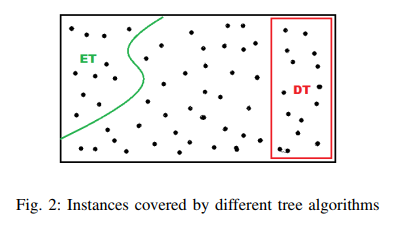 ET
DT
Fig. 2: Instances covered by different tree algorithms